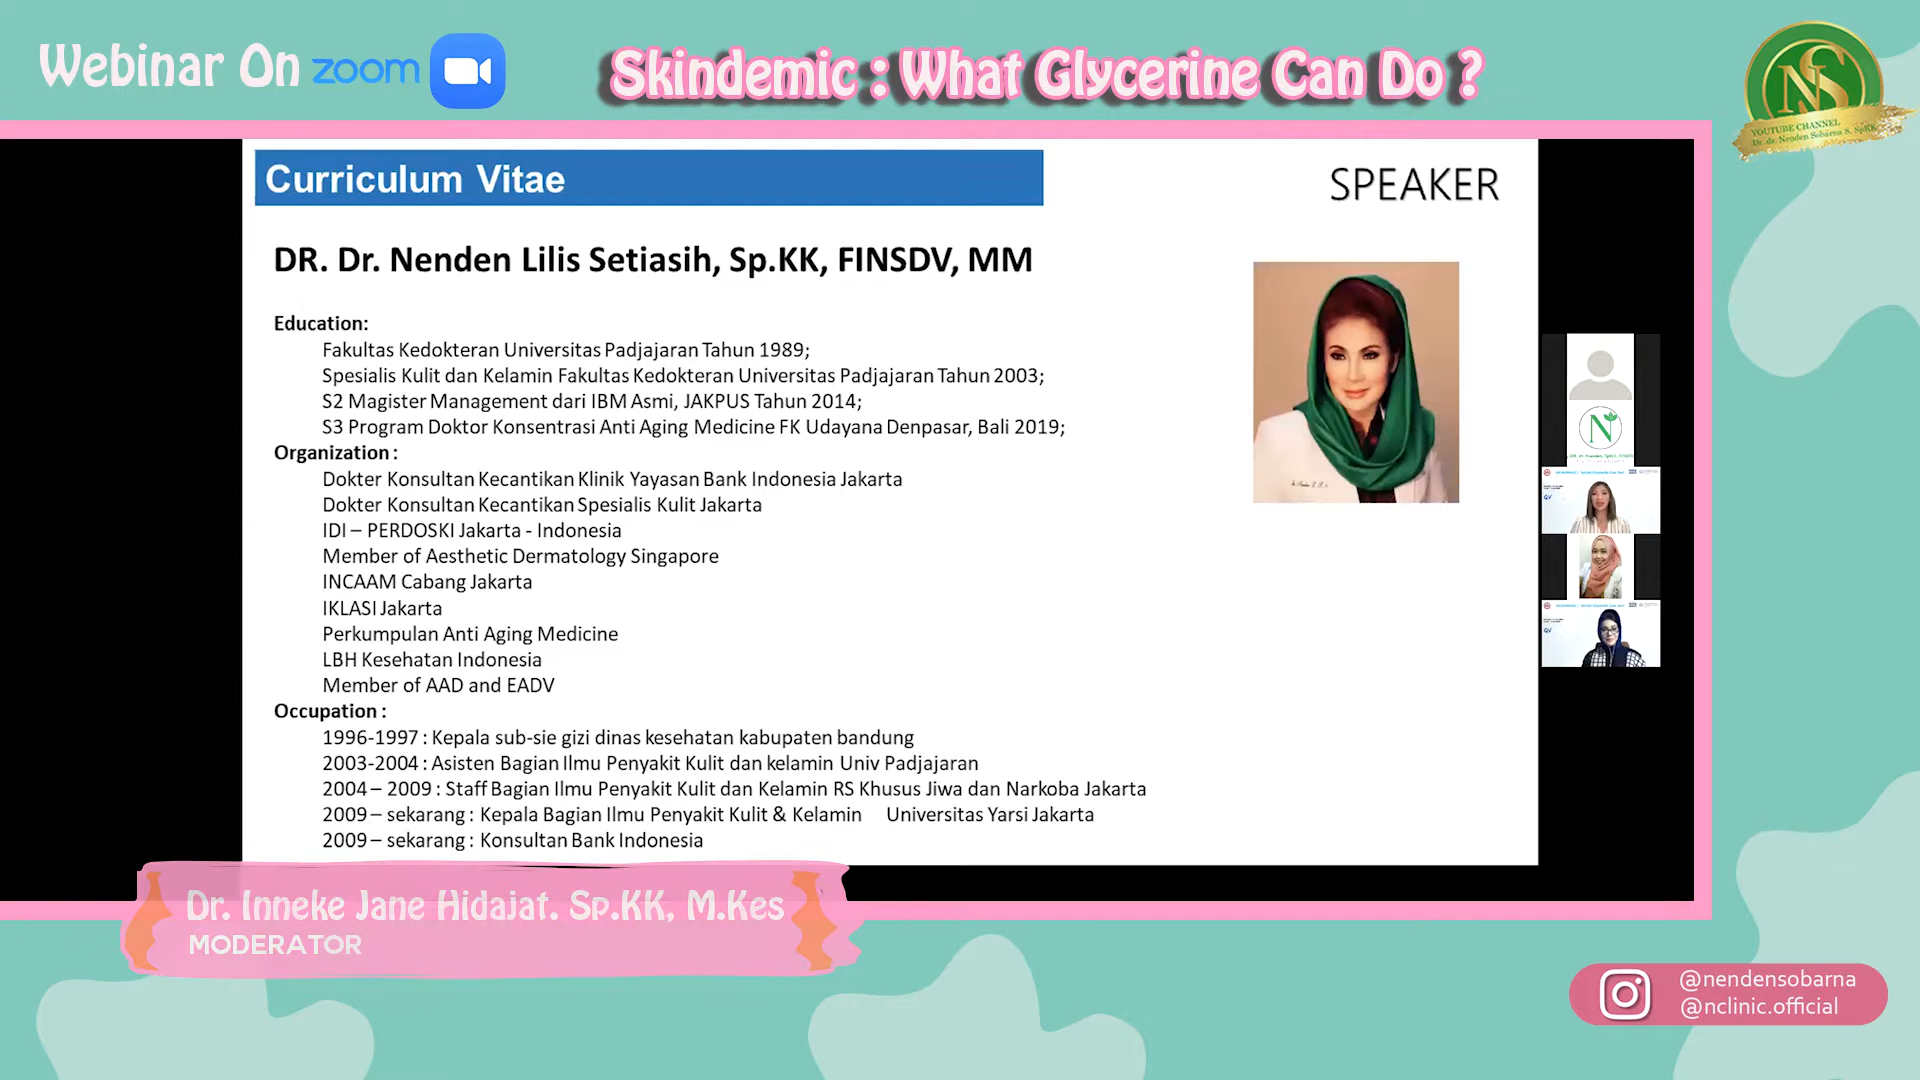 Webinar On zoom
Skindemic : What Glycerine Can Do ?
NS
YOUTUBE CHANNEL
Dr. dr. Nenden Sobarna S, SpKK
Curriculum Vitae
SPEAKER
DR. Dr. Nenden Lilis Setiasih, Sp.KK, FINSDV, MM
Education:
Fakultas Kedokteran Universitas Padjajaran Tahun 1989;
Spesialis Kulit dan Kelamin Fakultas Kedokteran Universitas Padjajaran Tahun 2003;
S2 Magister Management dari IBM Asmi, JAKPUS Tahun 2014;
S3 Program Doktor Konsentrasi Anti Aging Medicine FK Udayana Denpasar, Bali 2019;
Organization :
Dokter Konsultan Kecantikan Klinik Yayasan Bank Indonesia Jakarta
Dokter Konsultan Kecantikan Spesialis Kulit Jakarta
IDI – PERDOSKI Jakarta - Indonesia
Member of Aesthetic Dermatology Singapore
INCAAM Cabang Jakarta
IKLASI Jakarta
Perkumpulan Anti Aging Medicine
LBH Kesehatan Indonesia
Member of AAD and EADV
Occupation :
1996-1997 : Kepala sub-sie gizi dinas kesehatan kabupaten bandung
2003-2004 : Asisten Bagian Ilmu Penyakit Kulit dan kelamin Univ Padjajaran
2004 – 2009 : Staff Bagian Ilmu Penyakit Kulit dan Kelamin RS Khusus Jiwa dan Narkoba Jakarta
2009 – sekarang : Kepala Bagian Ilmu Penyakit Kulit & Kelamin Universitas Yarsi Jakarta
2009 – sekarang : Konsultan Bank Indonesia
N
QV
QV
Dr. Inneke Jane Hidajat. Sp.KK, M.Kes
MODERATOR
@nendensobarna
@nclinic.official